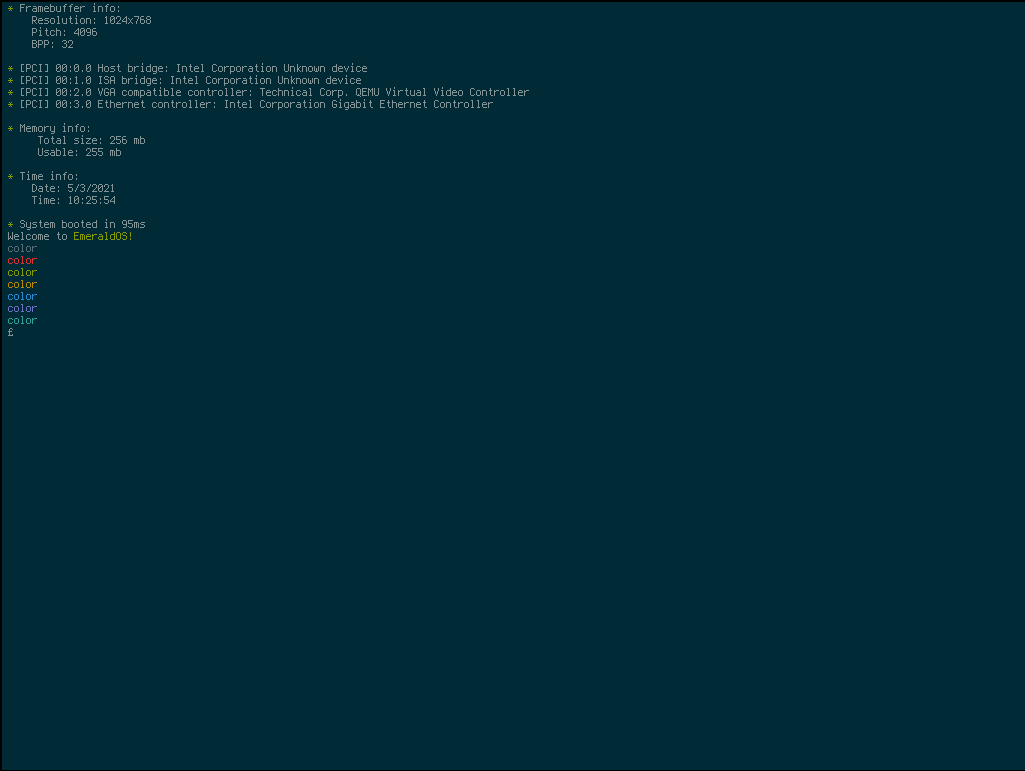 * Framebuffer info:
Resolution: 1024x768
Pitch: 4096
BPP: 32
* [PCI] 00:0.0 Host bridge: Intel Corporation Unknown device
* [PCI] 00:1.0 ISA bridge: Intel Corporation Unknown device
* [PCI] 00:2.0 VGA compatible controller: Technical Corp. QEMU Virtual Video Controller
* [PCI] 00:3.0 Ethernet controller: Intel Corporation Gigabit Ethernet Controller
* Memory info:
Total size: 256 mb
Usable: 255 mb
* Time info:
Date: 5/3/2021
Time: 10:25:54
* System booted in 95ms
Welcome to EmeraldOS!
color
color
color
color
color
color
color
£